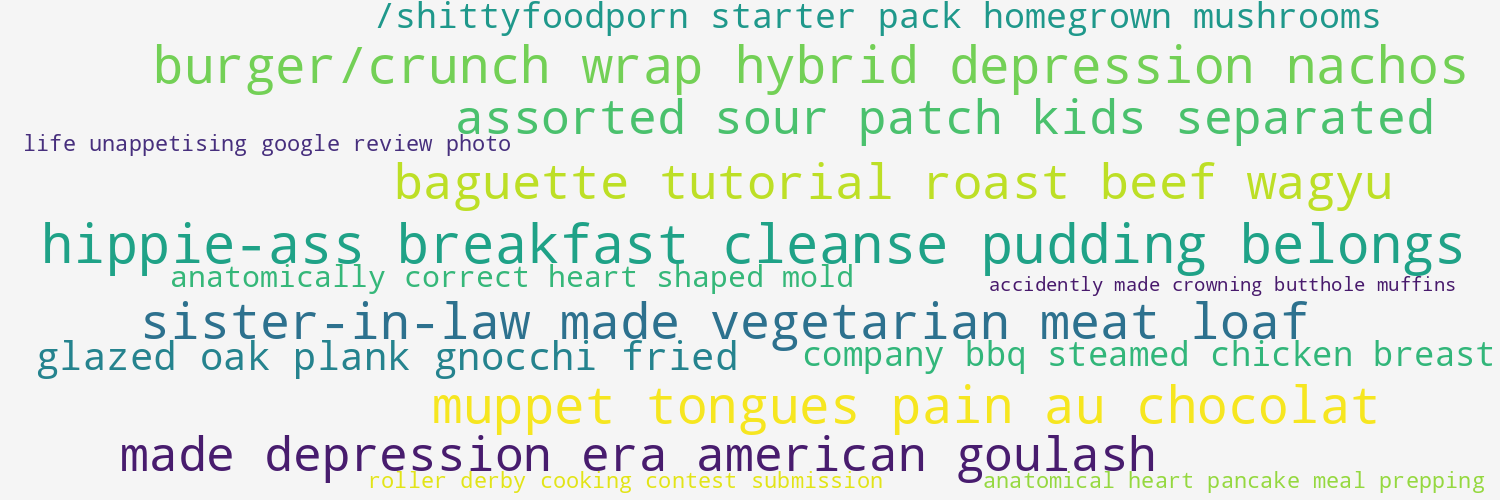 /shittyfoodporn starter pack homegrown mushrooms
burger/crunch wrap hybrid depression nachos
assorted sour patch kids separated
life unappetising google review photo
baguette tutorial roast beef wagyu
hippie-ass breakfast cleanse pudding belongs
anatomically correct heart shaped mold
accidently made crowning butthole muffins
sister-in-law made vegetarian meat loaf
glazed oak plank gnocchi fried
company bbq steamed chicken breast
muppet tongues pain au chocolat
made depression era american goulash
roller derby cooking contest submission
anatomical heart pancake meal prepping